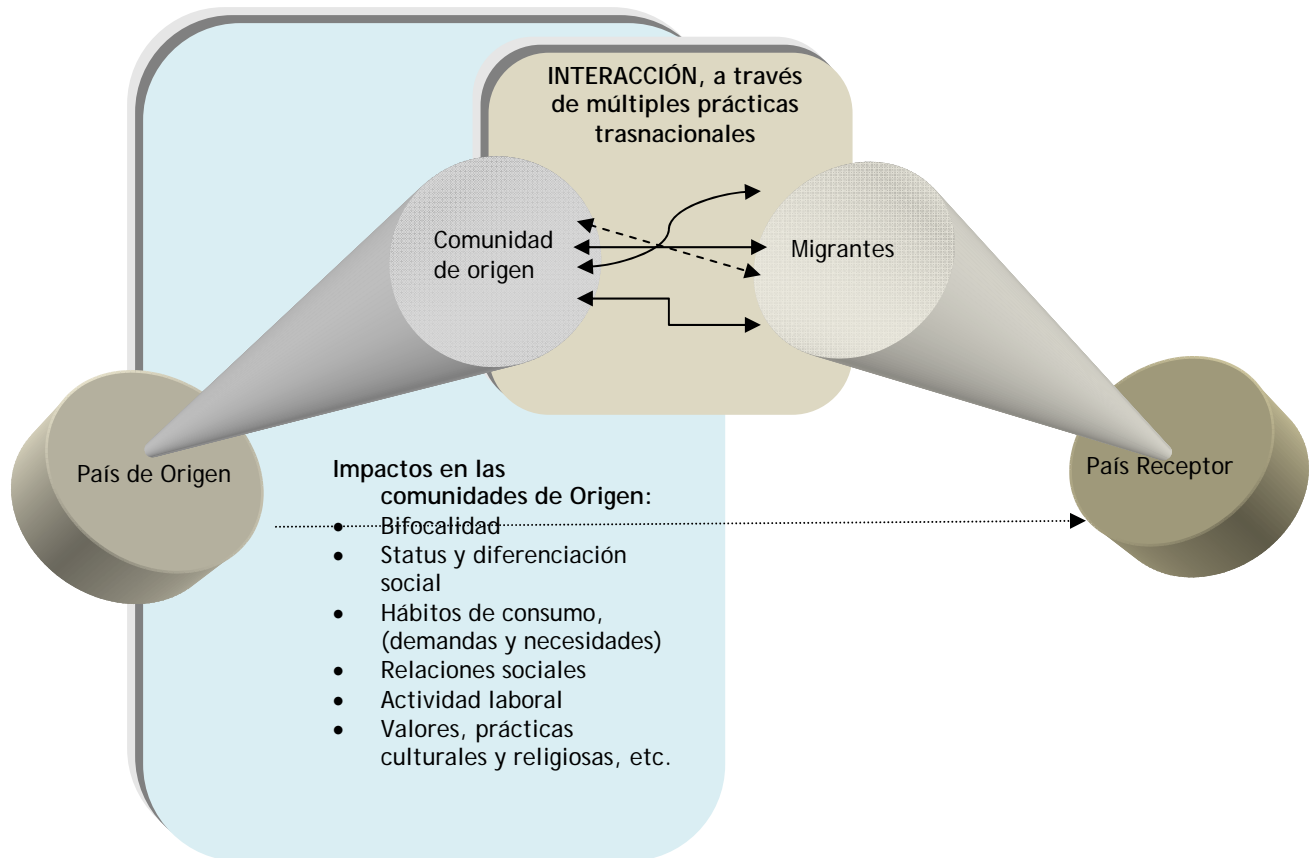 INTERACCIÓN, a través
de múltiples prácticas
trasnacionales
Comunidad
de origen
Migrantes
País de Origen
País Receptor
Impactos en las
comunidades de Origen:
• Bifocalidad
• Status y diferenciación
social
• Hábitos de consumo,
(demandas y necesidades)
• Relaciones sociales
• Actividad laboral
• Valores, prácticas
culturales y religiosas, etc.